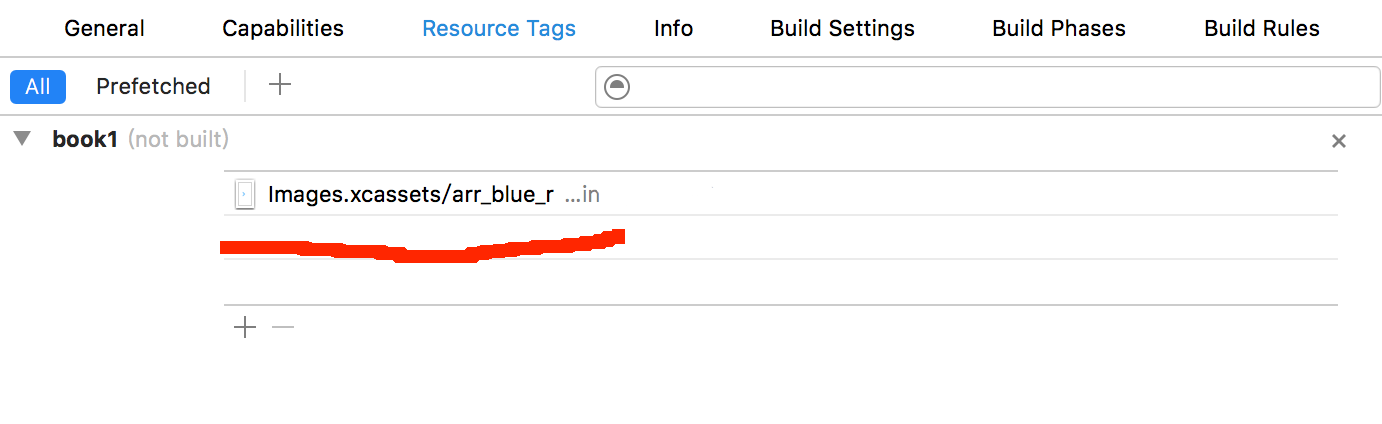 General Capabilities Resource Tags Info Build Settings Build Phases Build Rules
All Prefetched
book1 (not built)
Images.xcassets/arr_blue_r ...in